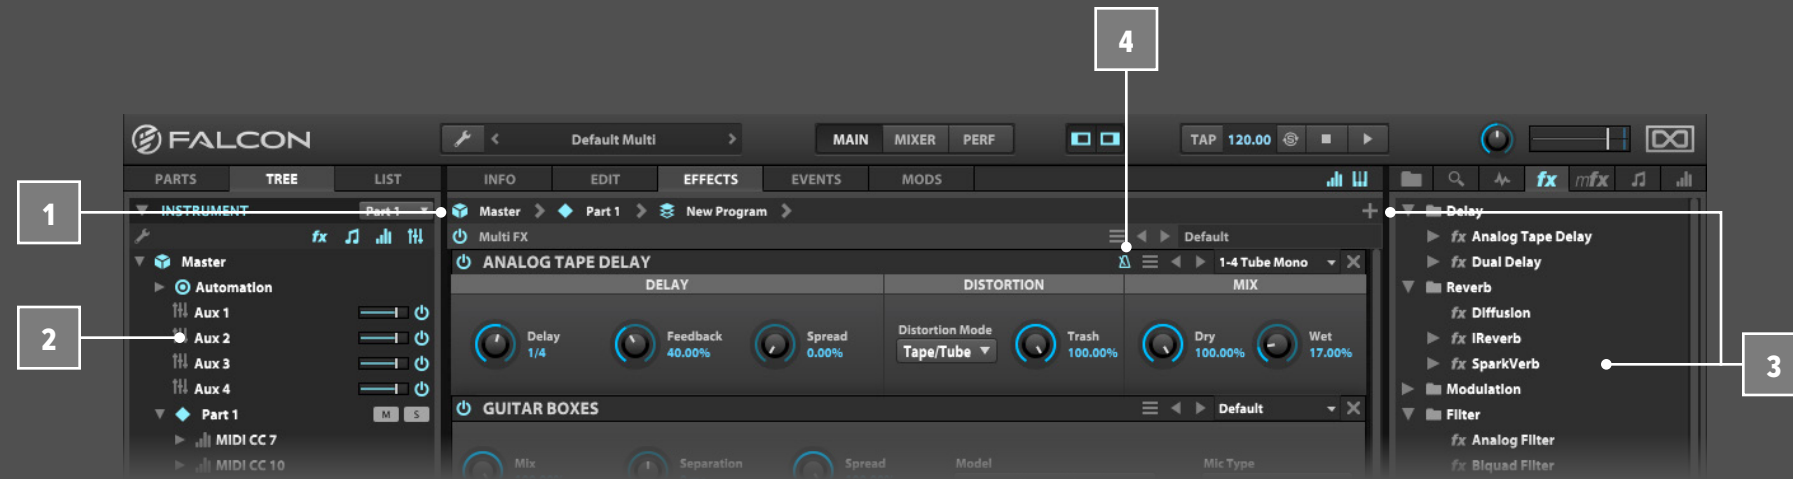 4
FALCON
Default Multi
MAIN MIXER PERF
TAP 120.00
PARTS TREE LIST
INFO EDIT EFFECTS EVENTS MODS
fx mfx
1
INSTRUMENT Part 1
Master Part 1 New Program
Delay
fx
Multi FX Default
fx Analog Tape Delay
Master
ANALOG TAPE DELAY 1-4 Tube Mono
fx Dual Delay
Automation
DELAY DISTORTION MIX
Reverb
Aux 1
fx Diffusion
2
Aux 2
Delay 1/4
Feedback 40.00%
Spread 0.00%
Distortion Mode
Tape/Tube
Trash 100.00%
Dry 100.00%
Wet 17.00%
fx IReverb
Aux 3
fx SparkVerb
3
Aux 4
Modulation
Part 1 M S
GUITAR BOXES Default
Filter
MIDI CC 7
fx Analog Filter
MIDI CC 10
Mix Separation Spread Model Mic Type
fx Biquad Filter